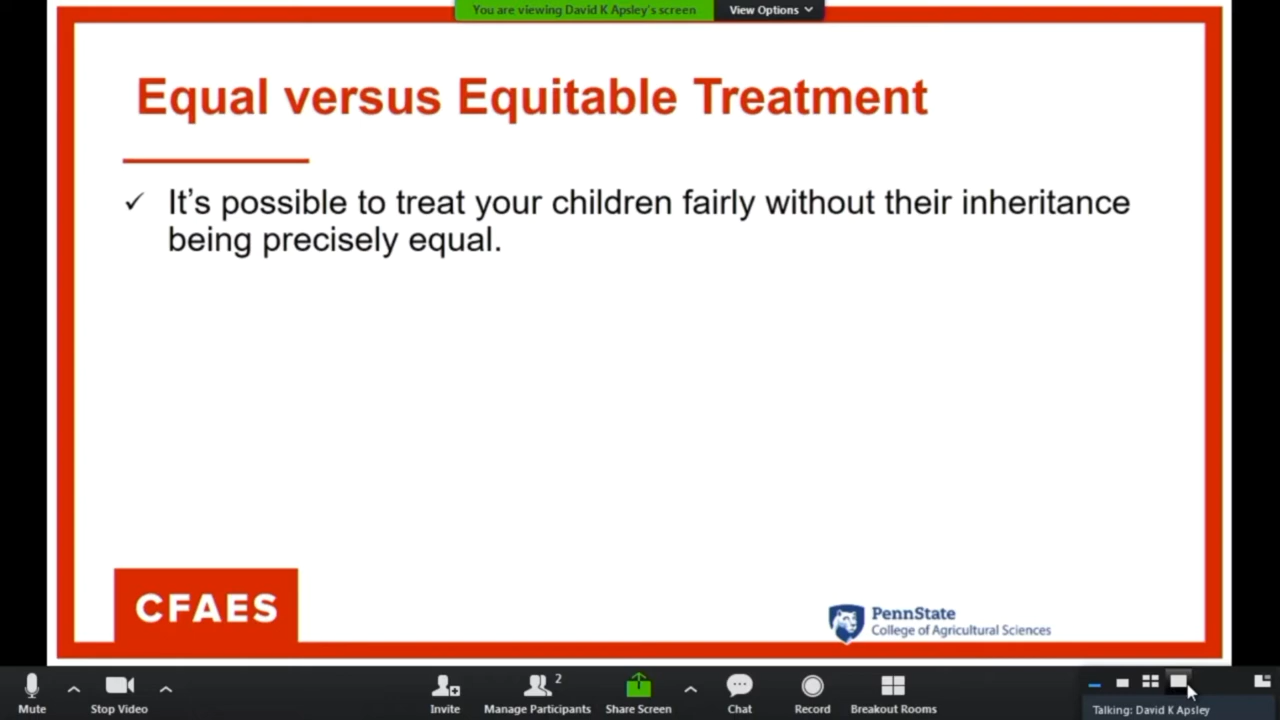 You are viewing David K Apsley's screen
View Options
Equal versus Equitable Treatment
✓ It's possible to treat your children fairly without their inheritance
being precisely equal.
CFAES
PennState
College of Agricultural Sciences
2
Mute
Stop Video
Invite
Manage Participants
Share Screen
Chat
Record
Breakout Rooms
Talking: David K Apsley